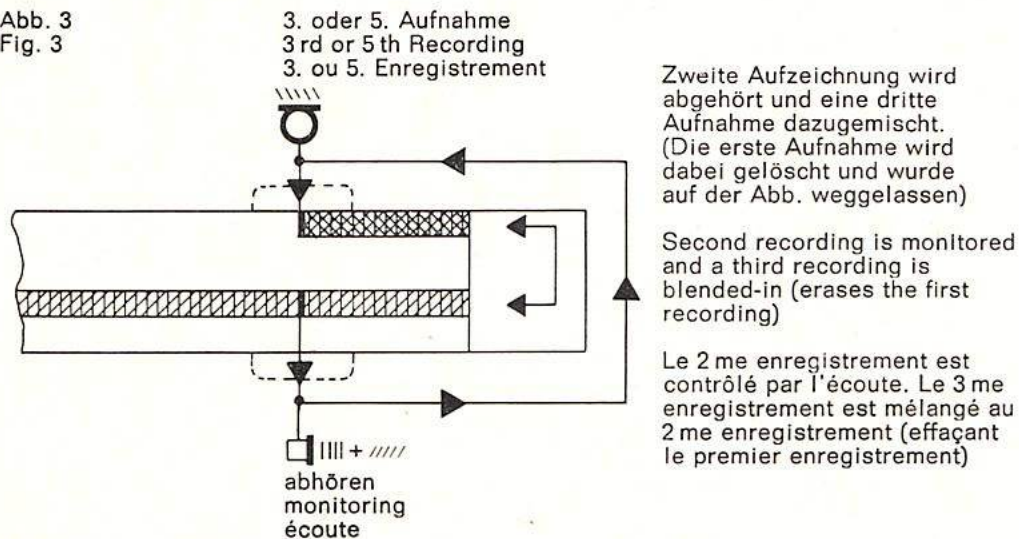 Abb. 3
Fig. 3
3. oder 5. Aufnahme
3 rd or 5 th Recording
3. ou 5. Enregistrement
Zweite Aufzeichnung wird
abgehört und eine dritte
Aufnahme dazugemischt.
(Die erste Aufnahme wird
dabei gelöscht und wurde
auf der Abb. weggelassen)
Second recording is monitored
and a third recording is
blended-in (erases the first
recording)
Le 2 me enregistrement est
contrôlé par l'écoute. Le 3 me
enregistrement est mélangé au
2 me enregistrement (effaçant
le premier enregistrement)
abhören
monitoring
écoute